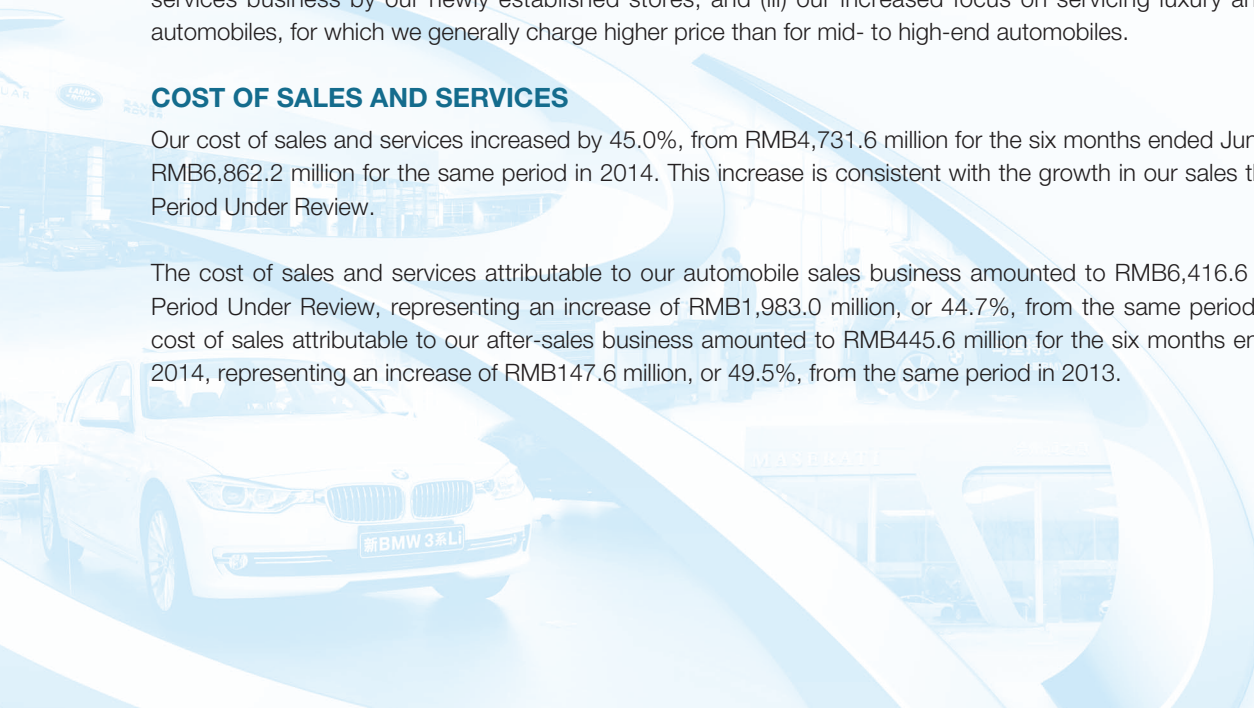 services business by our newly established stores; and (iii) our increased focus on servicing luxury
automobiles, for which we generally charge higher price than for mid- to high-end automobiles.
COST OF SALES AND SERVICES
Our cost of sales and services increased by 45.0%, from RMB4,731.6 million for the six months ended
RMB6,862.2 million for the same period in 2014. This increase is consistent with the growth in our sales
Period Under Review.
The cost of sales and services attributable to our automobile sales business amounted to RMB6,416.6
Period Under Review, representing an increase of RMB1,983.0 million, or 44.7%, from the same period
cost of sales attributable to our after-sales business amounted to RMB445.6 million for the six months
2014, representing an increase of RMB147.6 million, or 49.5%, from the same period in 2013.
LAND ROVER
RANGE ROVER
MASERATI
新BMW 3系Li